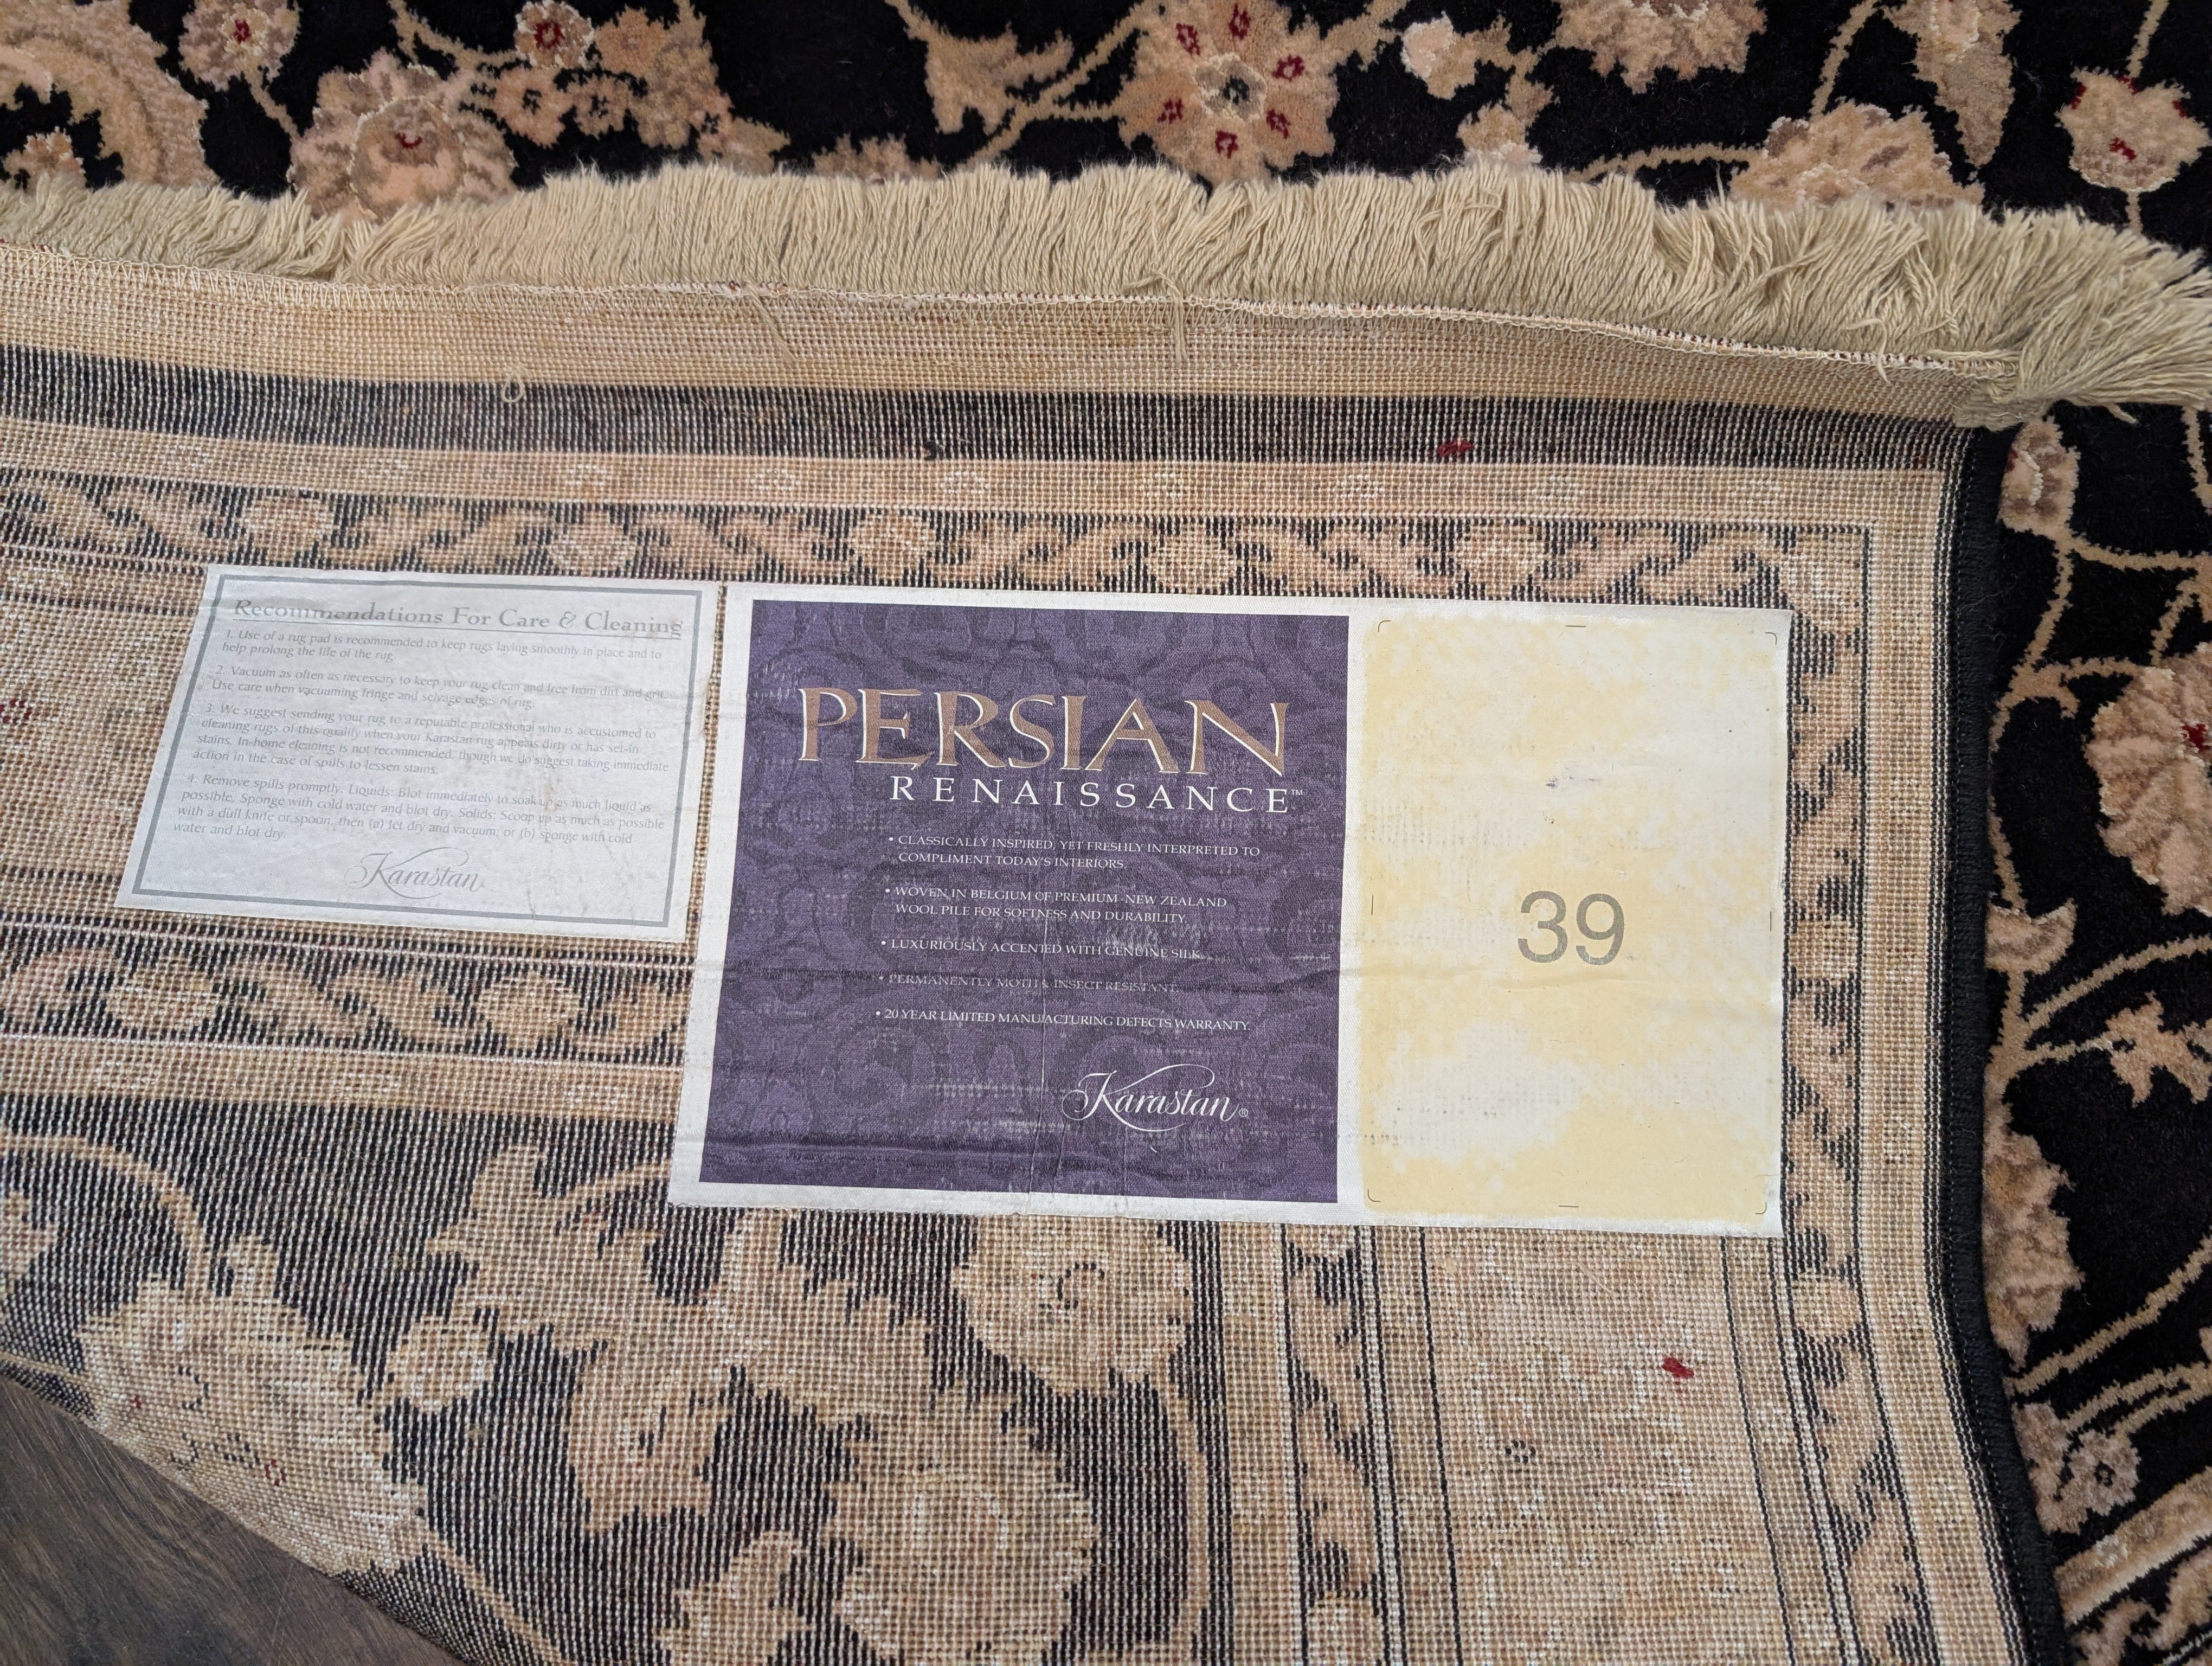 Recommendations For Care & Cleaning
1. Use of a rug pad is recommended to keep rugs laying smoothly in place and to
help prolong the life of the rug.
2. Vacuum as often as necessary to keep your rug clean and free from dirt and grit.
Use care when vacuuming fringe and selvage edges of rug.
3. We suggest sending your rug to a reputable professional who is accustomed to
cleaning rugs of this quality when your Karastan rug appears dirty or has set-in
stains. In-home cleaning is not recommended, though we do suggest taking immediate
action in the case of spills to lessen stains.
4. Remove spills promptly. Liquids: Blot immediately to soak up as much liquid as
possible. Sponge with cold water and blot dry. Solids: Scoop up as much as possible
with a dull knife or spoon, then (a) let dry and vacuum; or (b) sponge with cold
water and blot dry.
Karastan
PERSIAN
RENAISSANCE™
• CLASSICALLY INSPIRED, YET FRESHLY INTERPRETED TO
COMPLIMENT TODAY'S INTERIORS.
• WOVEN IN BELGIUM OF PREMIUM NEW ZEALAND
WOOL PILE FOR SOFTNESS AND DURABILITY.
• LUXURIOUSLY ACCENTED WITH GENUINE SILK.
• PERMANENTLY MOTH & INSECT RESISTANT.
• 20 YEAR LIMITED MANUFACTURING DEFECTS WARRANTY.
Karastan®
39